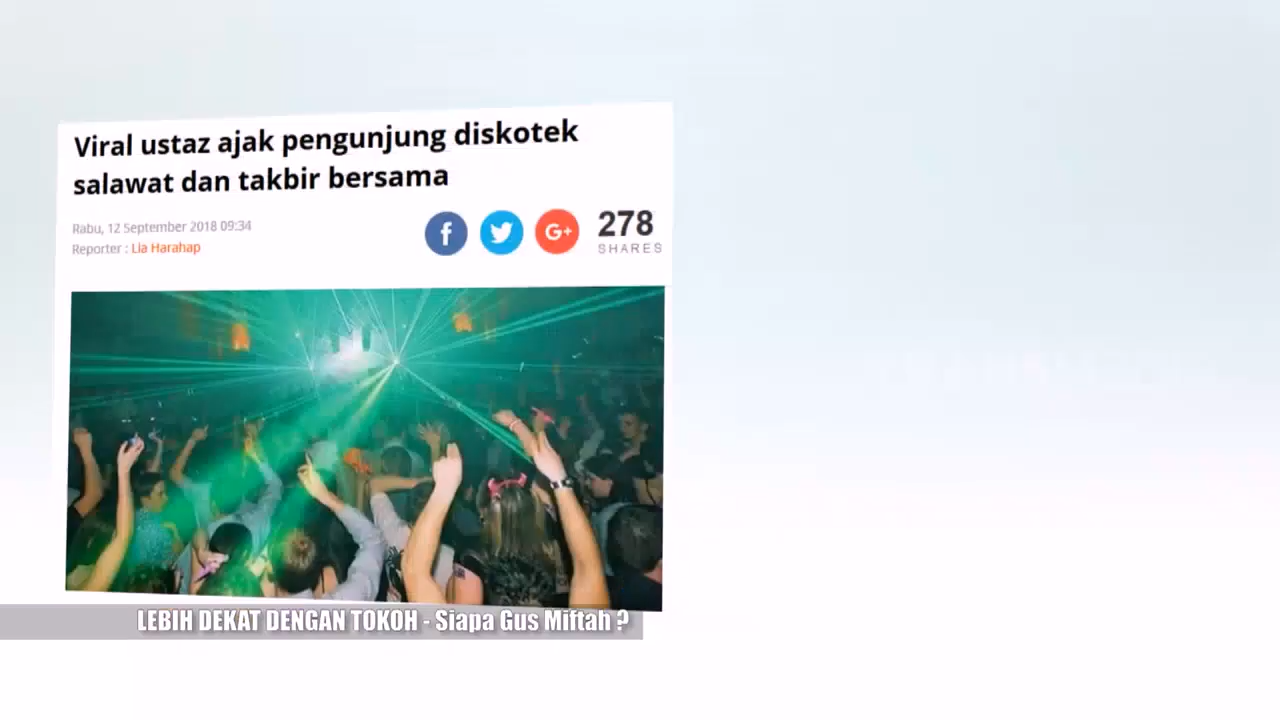 Viral ustaz ajak pengunjung diskotek
salawat dan takbir bersama
Rabu, 12 September 2018 09:34
Reporter : Lia Harahap
f
G+
278
SHARES
LEBIH DEKAT DENGAN TOKOH - Siapa Gus Miftah ?